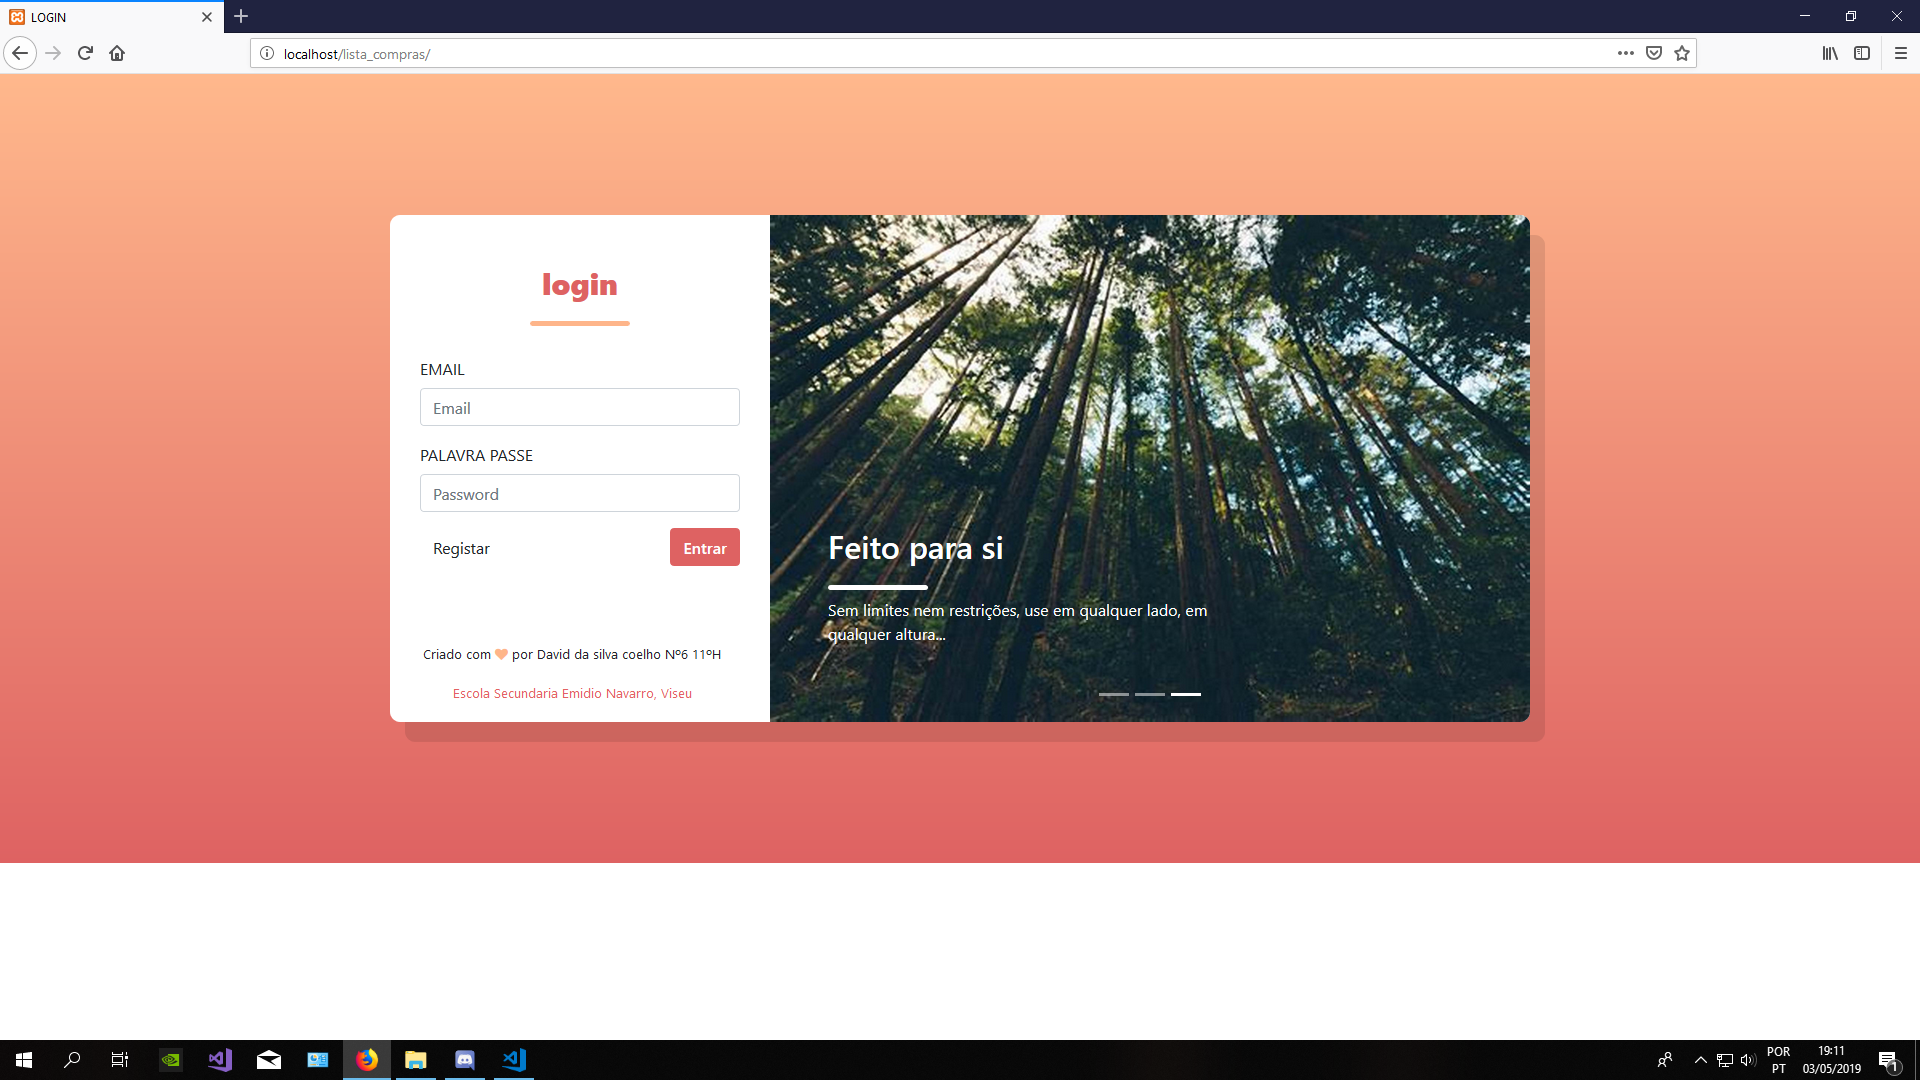 LOGIN
localhost/lista_compras/
login
EMAIL
Email
PALAVRA PASSE
Password
Registar
Entrar
Criado com por David da silva coelho Nº6 11ºH
Escola Secundaria Emidio Navarro, Viseu
Feito para si
Sem limites nem restrições, use em qualquer lado, em
qualquer altura...
POR
PT
19:11
03/05/2019
1